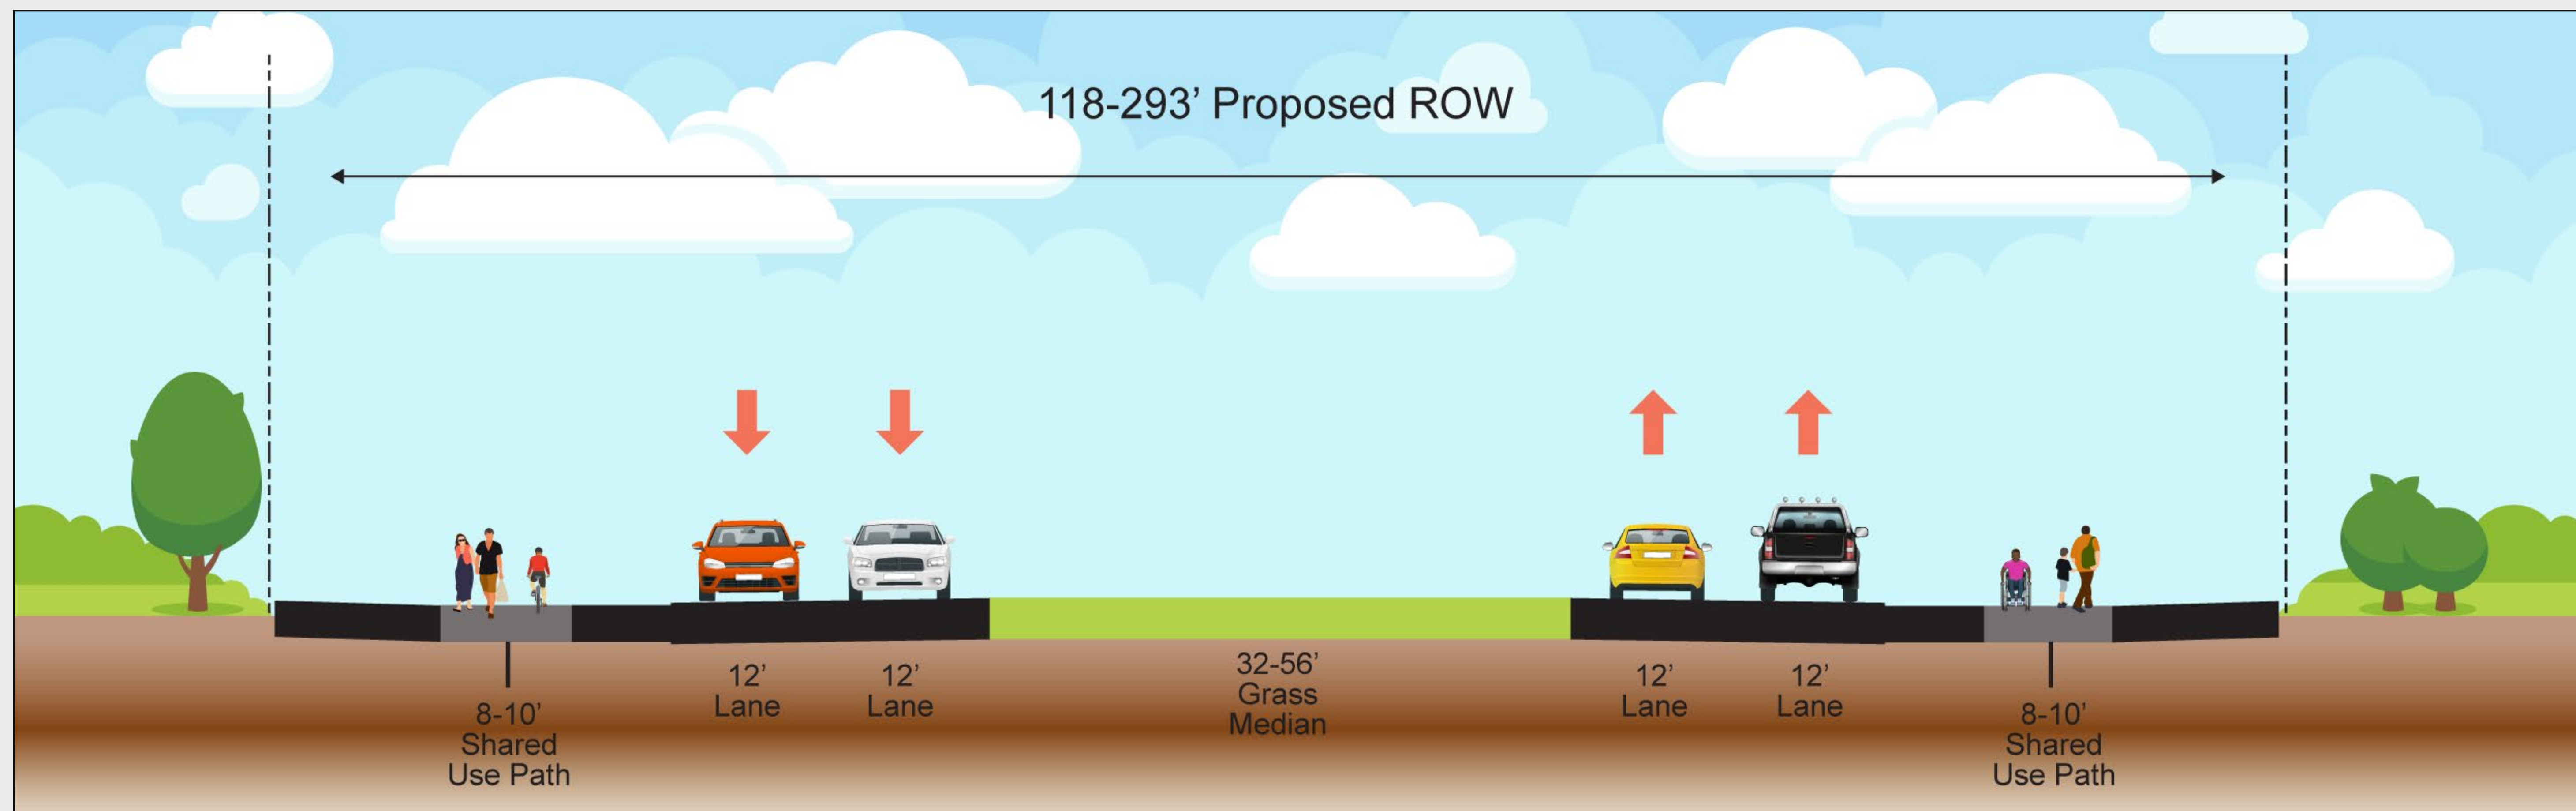 118-293’ Proposed ROW
8-10’
Shared
Use Path
12’
Lane
12’
Lane
32-56’
Grass
Median
12’
Lane
12’
Lane
8-10’
Shared
Use Path